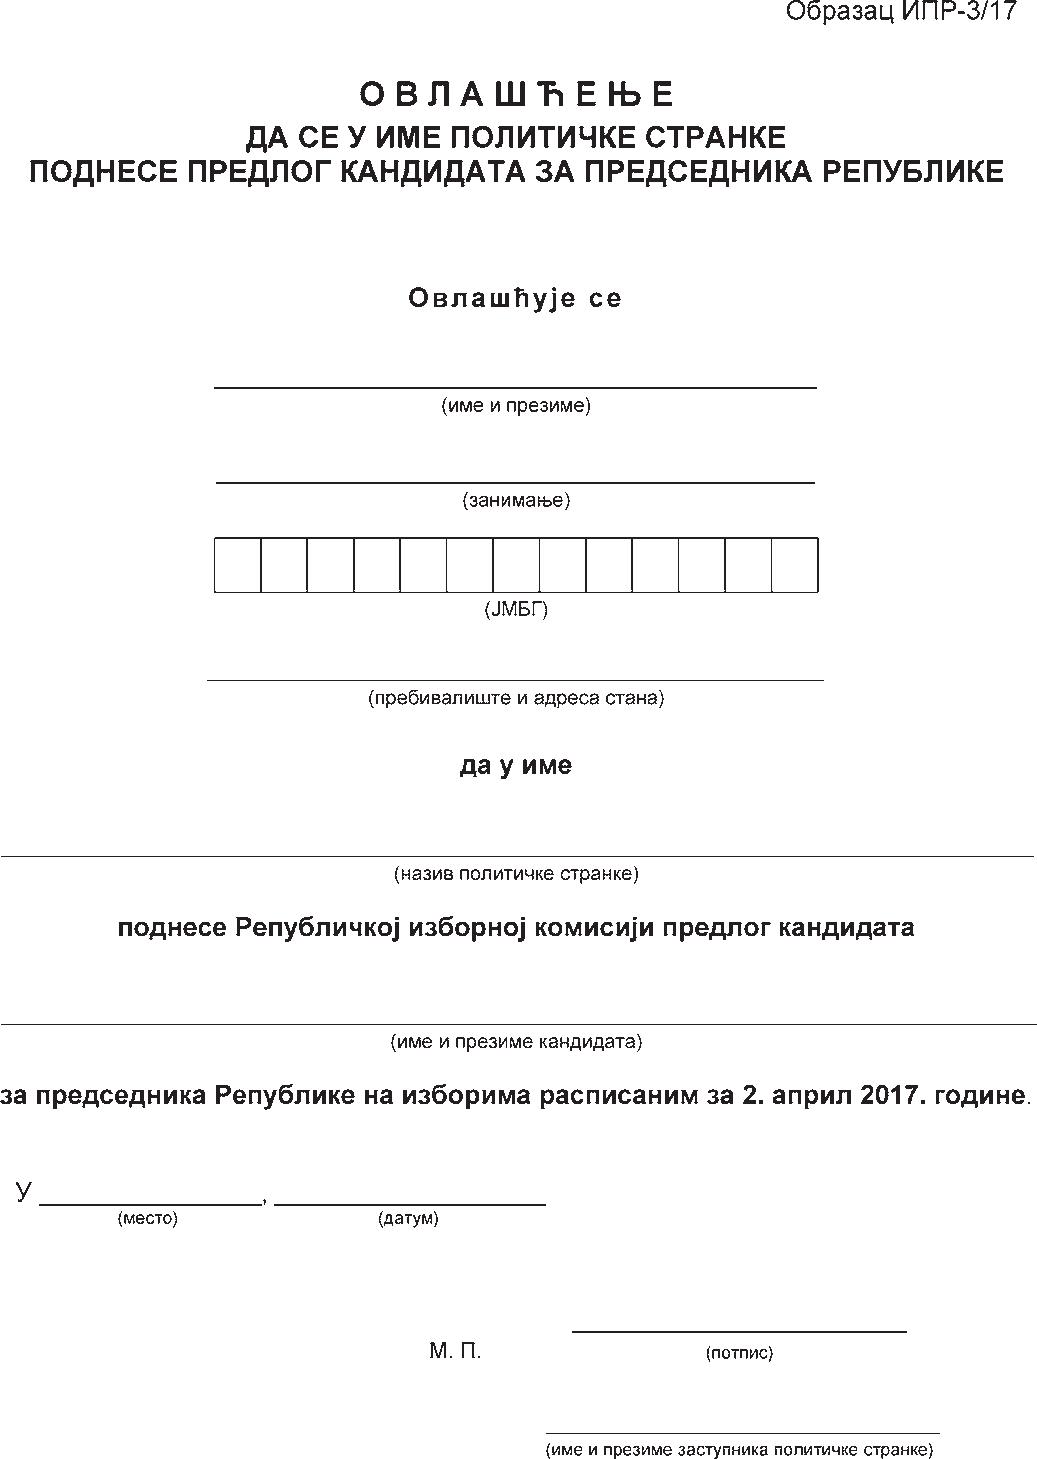 Образац ИПР-3/17
О В Л А Ш Ћ Е Њ Е
ДА СЕ У ИМЕ ПОЛИТИЧКЕ СТРАНКЕ
ПОДНЕСЕ ПРЕДЛОГ КАНДИДАТА ЗА ПРЕДСЕДНИКА РЕПУБЛИКЕ
Овлашћује се
(име и презиме)
(занимање)
(ЈМБГ)
(пребивалиште и адреса стана)
да у име
(назив политичке странке)
поднесе Републичкој изборној комисији предлог кандидата
(име и презиме кандидата)
за председника Републике на изборима расписаним за 2. април 2017. године.
У ________________, ____________________
(место) (датум)
М. П. (потпис)
(име и презиме заступника политичке странке)